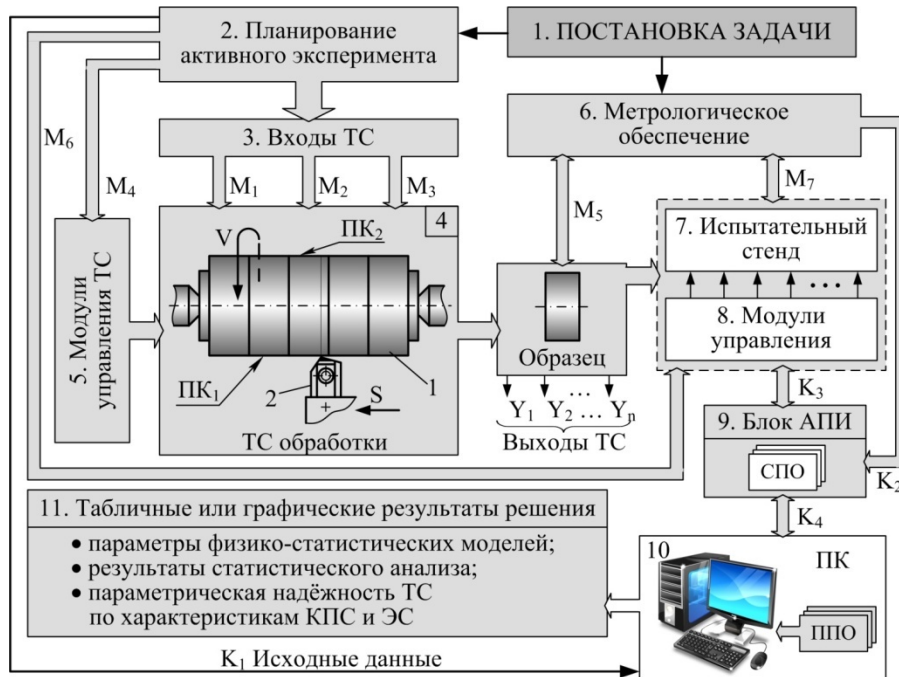 2. Планирование
активного эксперимента
1. ПОСТАНОВКА ЗАДАЧИ
6. Метрологическое
обеспечение
3. Входы ТС
M6
M4
M1
M2
M3
M5
M7
4
V
ПК2
ПК1
1
2
S
ТС обработки
5. Модули
управления ТС
Образец
Y1 Y2 ... Yn
Выходы ТС
7. Испытательный
стенд
...
8. Модули
управления
K3
9. Блок АПИ
СПО
K2
K4
11. Табличные или графические результаты решения
• параметры физико-статистических моделей;
• результаты статистического анализа;
• параметрическая надёжность ТС
по характеристикам КПС и ЭС
10
ПК
ППО
K1 Исходные данные